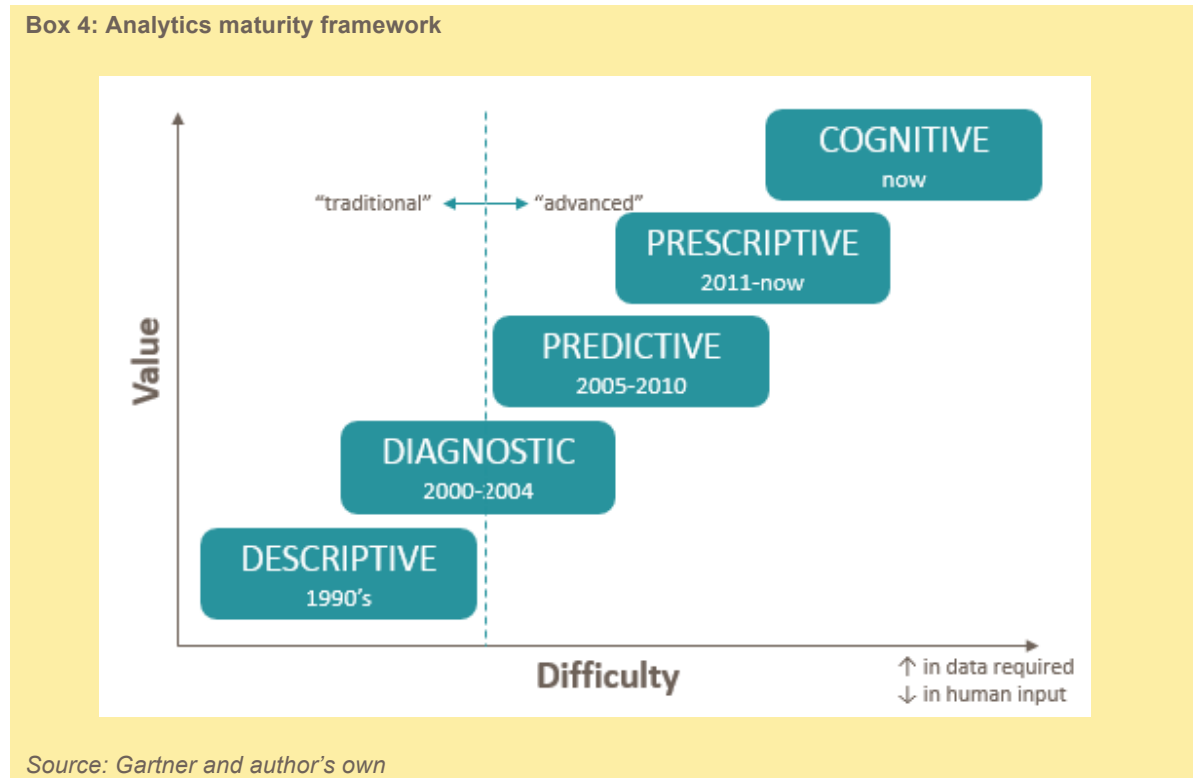 Box 4: Analytics maturity framework
COGNITIVE
now
“traditional”
“advanced”
PRESCRIPTIVE
2011-now
PREDICTIVE
2005-2010
Value
DIAGNOSTIC
2000-2004
DESCRIPTIVE
1990’s
Difficulty
↑ in data required
↓ in human input
Source: Gartner and author’s own